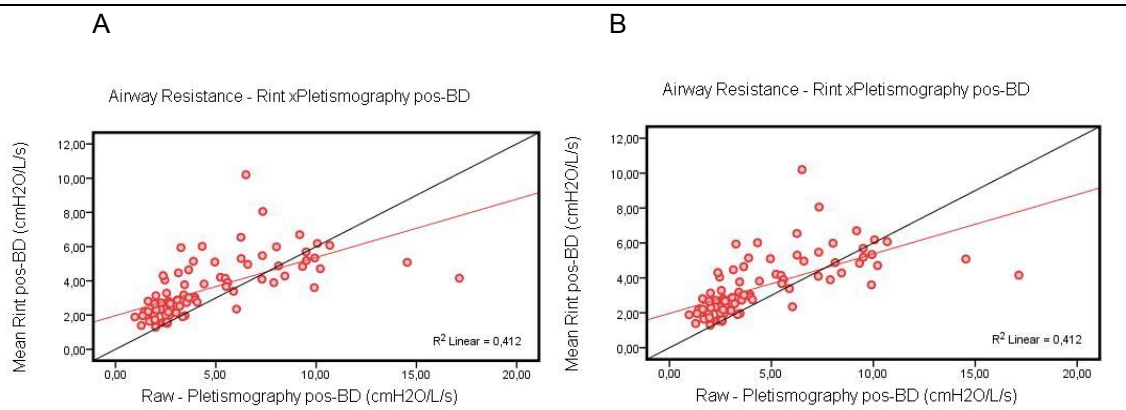 A
B
Airway Resistance - Rint xPletismography pos-BD
Mean Rint pos-BD (cmH2O/L/s)
12,00
10,00
8,00
6,00
4,00
2,00
0,00
R² Linear = 0,412
0,00 5,00 10,00 15,00 20,00
Raw - Pletismography pos-BD (cmH2O/L/s)
Airway Resistance - Rint xPletismography pos-BD
Mean Rint pos-BD (cmH2O/L/s)
12,00
10,00
8,00
6,00
4,00
2,00
0,00
R² Linear = 0,412
0,00 5,00 10,00 15,00 20,00
Raw - Pletismography pos-BD (cmH2O/L/s)